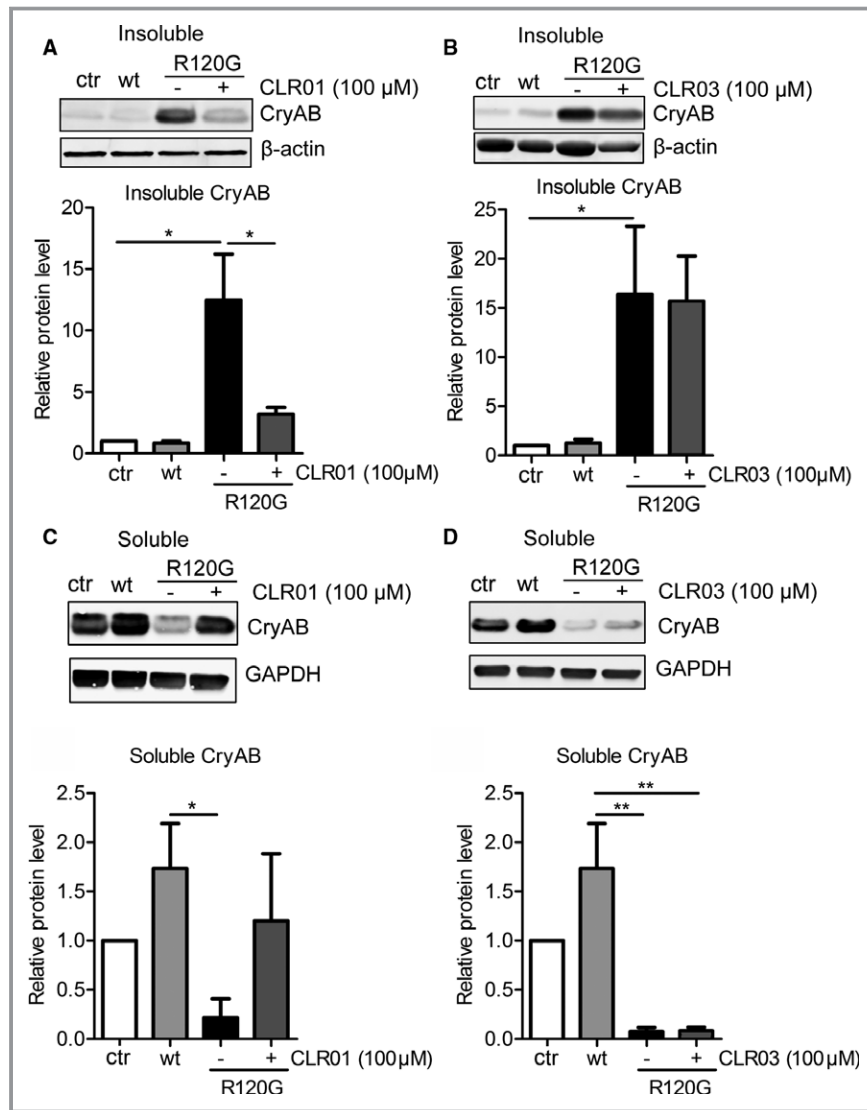 A
Insoluble
R120G
ctr wt - + CLR01 (100 µM)
CryAB
β-actin
Insoluble CryAB
Relative protein level
20
15
10
5
0
*
*
ctr wt - + CLR01 (100µM)
R120G
B
Insoluble
R120G
ctr wt - + CLR03 (100 µM)
CryAB
β-actin
Insoluble CryAB
Relative protein level
25
20
15
10
5
0
*
ctr wt - + CLR03 (100µM)
R120G
C
Soluble
R120G
ctr wt - + CLR01 (100 µM)
CryAB
GAPDH
Soluble CryAB
Relative protein level
2.5
2.0
1.5
1.0
0.5
0.0
*
ctr wt - + CLR01 (100µM)
R120G
D
Soluble
R120G
ctr wt - + CLR03 (100 µM)
CryAB
GAPDH
Soluble CryAB
Relative protein level
2.5
2.0
1.5
1.0
0.5
0.0
**
**
ctr wt - + CLR03 (100µM)
R120G